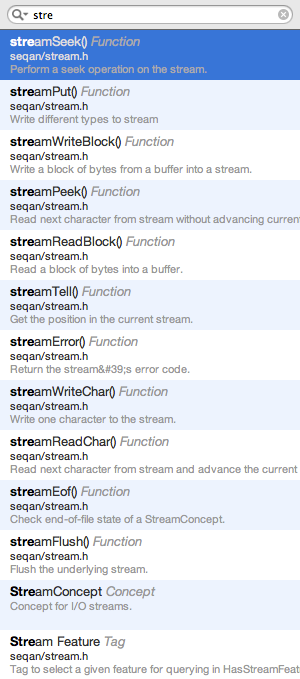 stre
streamSeek() Function
seqan/stream.h
Perform a seek operation on the stream.
streamPut() Function
seqan/stream.h
Write different types to stream
streamWriteBlock() Function
seqan/stream.h
Write a block of bytes from a buffer into a stream.
streamPeek() Function
seqan/stream.h
Read next character from stream without advancing curren
streamReadBlock() Function
seqan/stream.h
Read a block of bytes into a buffer.
streamTell() Function
seqan/stream.h
Get the position in the current stream.
streamError() Function
seqan/stream.h
Return the stream&#39;s error code.
streamWriteChar() Function
seqan/stream.h
Write one character to the stream.
streamReadChar() Function
seqan/stream.h
Read next character from stream and advance the current
streamEof() Function
seqan/stream.h
Check end-of-file state of a StreamConcept.
streamFlush() Function
seqan/stream.h
Flush the underlying stream.
StreamConcept Concept
Concept for I/O streams.
Stream Feature Tag
seqan/stream.h
Tag to select a given feature for querying in HasStreamFeat